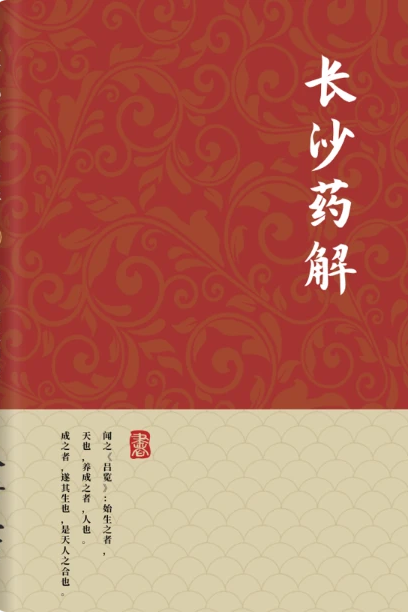 长沙药解
闻之《吕览》：始生之者，
天也，养成之者，人也。
成之者，遂其生也，是天人之合也。
書